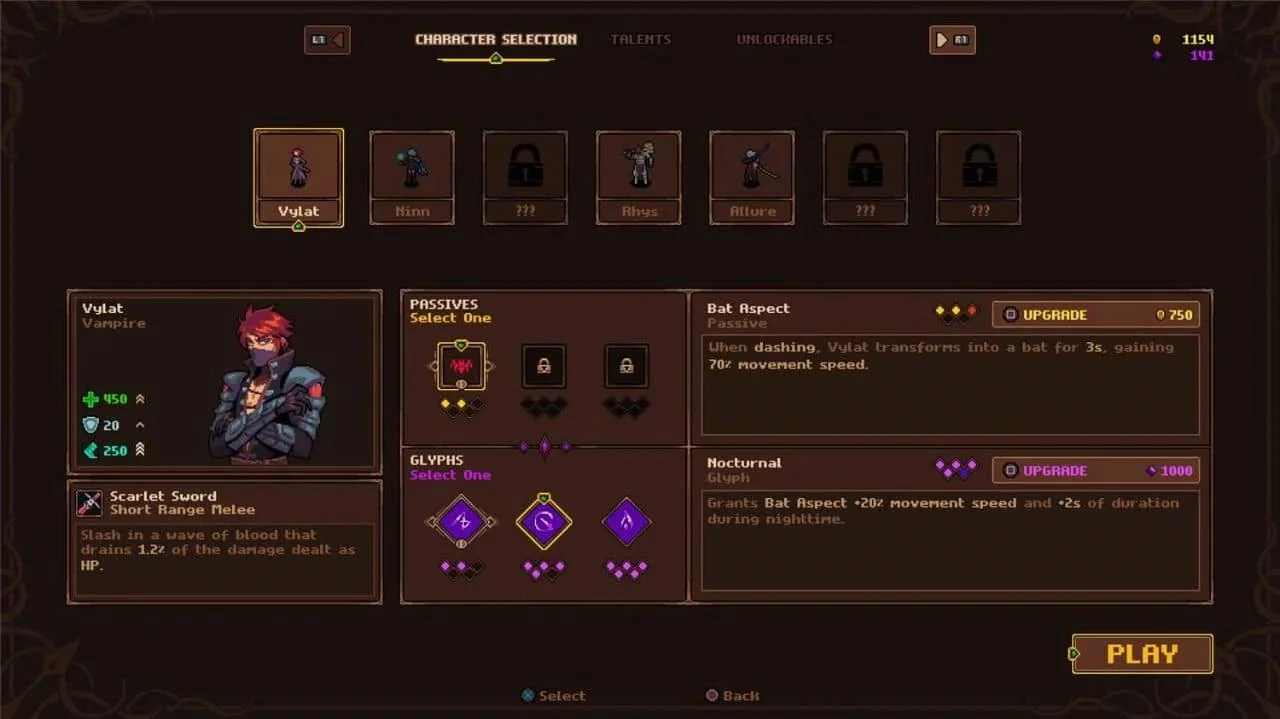 L1
CHARACTER SELECTION
TALENTS
UNLOCKABLES
R1
1154
141
Vylat
Ninn
???
Rhys
Allure
???
???
Vylat
Vampire
450
20
250
Scarlet Sword
Short Range Melee
Slash in a wave of blood that
drains 1.2% of the damage dealt as
HP.
PASSIVES
Select One
GLYPHS
Select One
Bat Aspect
Passive
UPGRADE
750
When dashing, Vylat transforms into a bat for 3s, gaining
70% movement speed.
Nocturnal
Glyph
UPGRADE
1000
Grants Bat Aspect +20% movement speed and +2s of duration
during nighttime.
PLAY
Select
Back